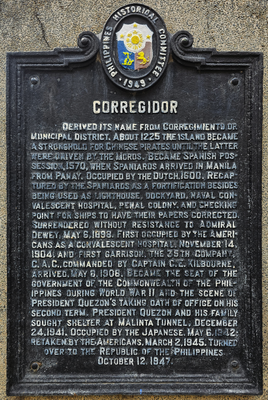 PHILIPPINES HISTORICAL COMMITTEE
1949
CORREGIDOR
DERIVED ITS NAME FROM CORREGIMIENTO OR
MUNICIPAL DISTRICT. ABOUT 1225 THE ISLAND BECAME
A STRONGHOLD FOR CHINESE PIRATES UNTIL THE LATTER
WERE DRIVEN BY THE MOROS. BECAME SPANISH POS-
SESSION, 1570, WHEN SPANIARDS ARRIVED IN MANILA
FROM PANAY. OCCUPIED BY THE DUTCH, 1600, RECAP-
TURED BY THE SPANIARDS AS A FORTIFICATION BESIDES
BEING USED AS LIGHTHOUSE, DOCKYARD, NAVAL CON-
VALESCENT HOSPITAL, PENAL COLONY, AND CHECKING
POINT FOR SHIPS TO HAVE THEIR PAPERS CORRECTED.
SURRENDERED WITHOUT RESISTANCE TO ADMIRAL
DEWEY, MAY 6, 1898. FIRST OCCUPIED BY THE AMERI-
CANS AS A CONVALESCENT HOSPITAL, NOVEMBER 14,
1904; AND FIRST GARRISON, THE 35TH COMPANY,
C.A.C. COMMANDED BY CAPTAIN C.E. KILBOURNE,
ARRIVED, MAY 8, 1908. BECAME THE SEAT OF THE
GOVERNMENT OF THE COMMONWEALTH OF THE PHIL-
IPPINES DURING WORLD WAR II AND THE SCENE OF
PRESIDENT QUEZON'S TAKING OATH OF OFFICE ON HIS
SECOND TERM. PRESIDENT QUEZON AND HIS FAMILY
SOUGHT SHELTER AT MALINTA TUNNEL, DECEMBER
24, 1941. OCCUPIED BY THE JAPANESE, MAY 6, 1942;
RETAKEN BY THE AMERICANS, MARCH 2, 1945. TURNED
OVER TO THE REPUBLIC OF THE PHILIPPINES
OCTOBER 12, 1947.